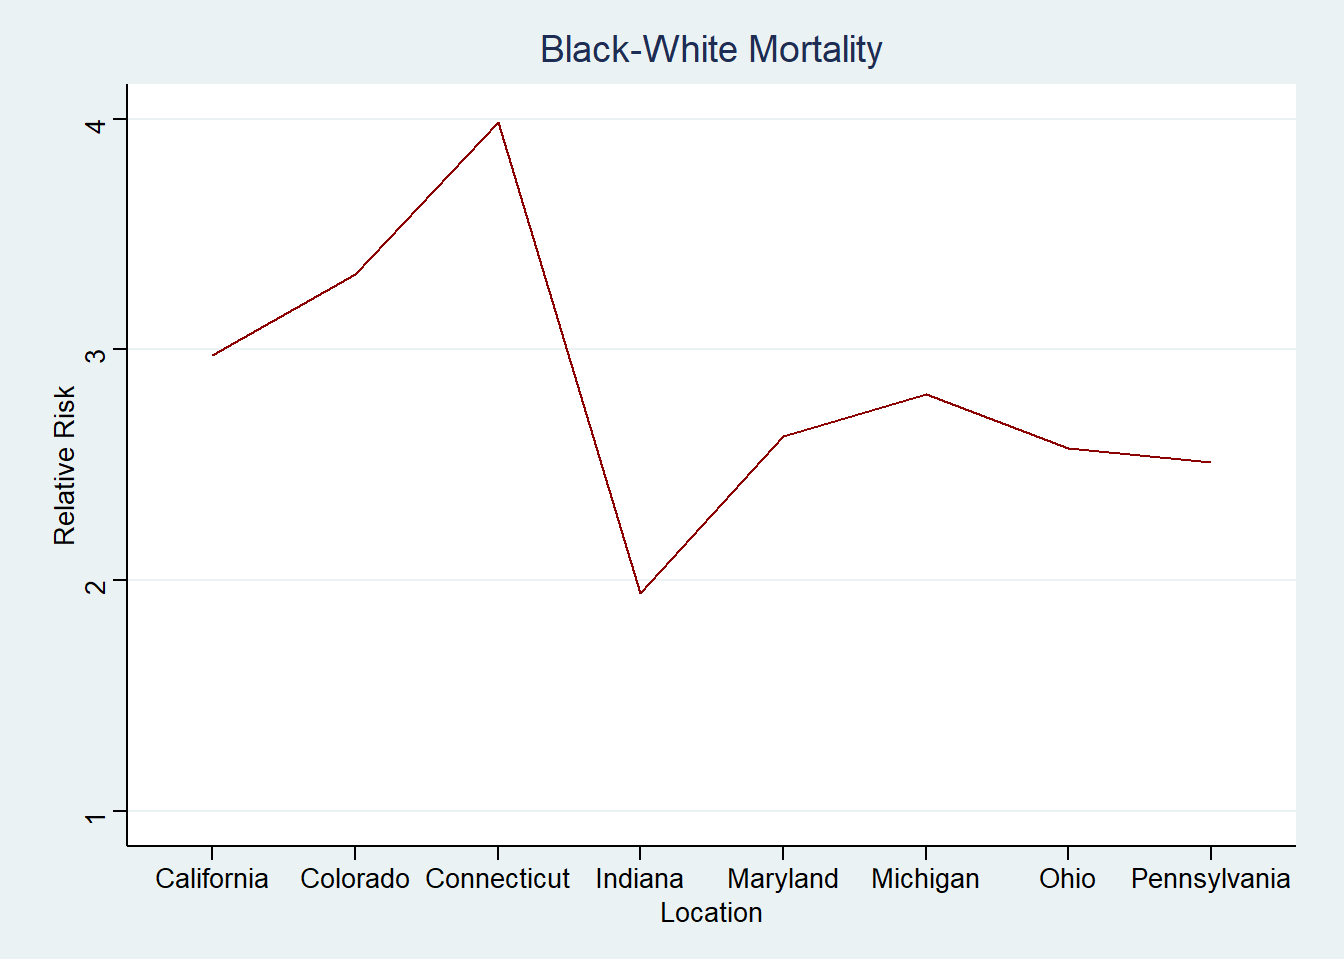 Black-White Mortality
4
3
2
1
Relative Risk
California Colorado Connecticut Indiana Maryland Michigan Ohio Pennsylvania
Location